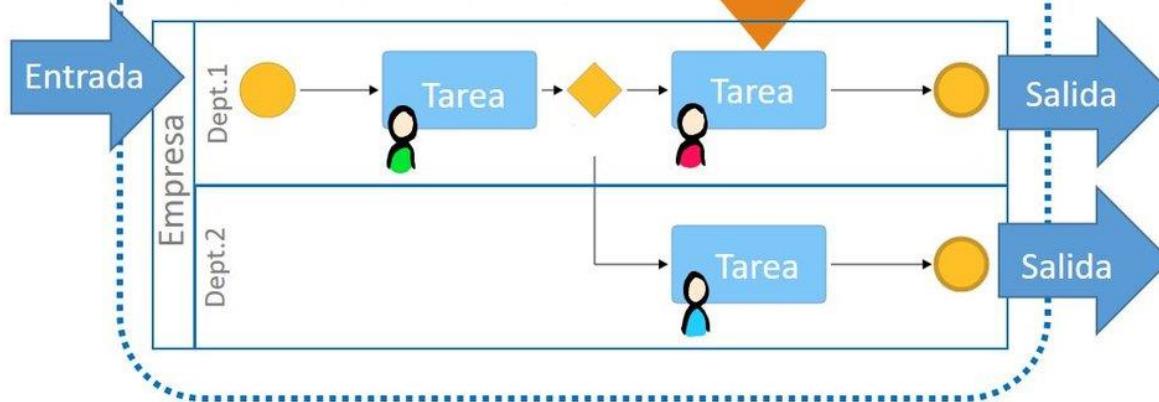 Entrada
Empresa
Dept.1
Tarea
Tarea
Salida
Dept.2
Tarea
Salida